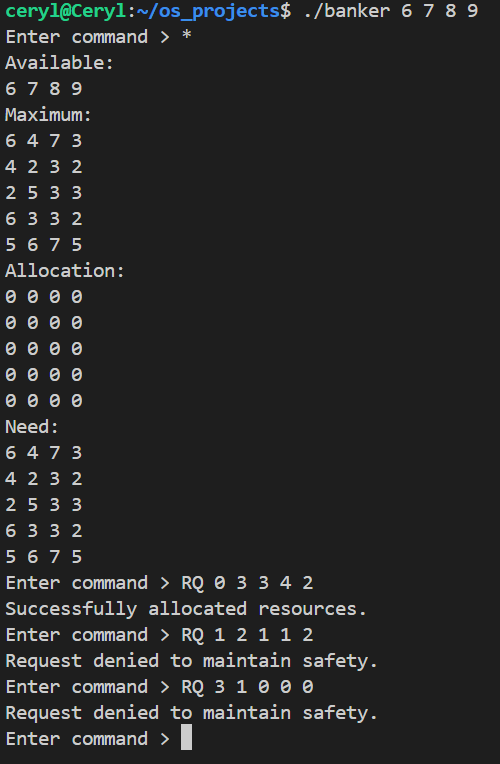 ceryl@Ceryl:~/os_projects$ ./banker 6 7 8 9
Enter command > *
Available:
6 7 8 9
Maximum:
6 4 7 3
4 2 3 2
2 5 3 3
6 3 3 2
5 6 7 5
Allocation:
0 0 0 0
0 0 0 0
0 0 0 0
0 0 0 0
0 0 0 0
Need:
6 4 7 3
4 2 3 2
2 5 3 3
6 3 3 2
5 6 7 5
Enter command > RQ 0 3 3 4 2
Successfully allocated resources.
Enter command > RQ 1 2 1 1 2
Request denied to maintain safety.
Enter command > RQ 3 1 0 0 0
Request denied to maintain safety.
Enter command >